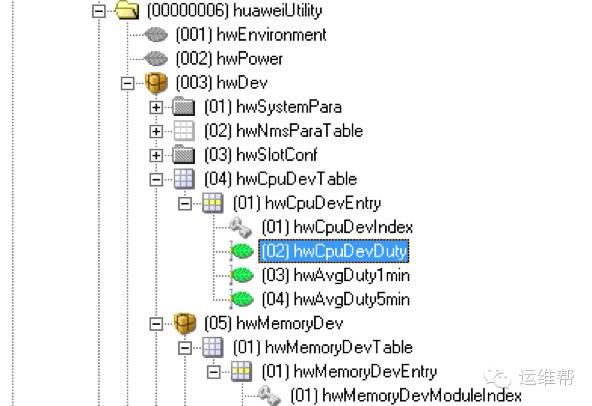 (00000006) huaweiUtility
(001) hwEnvironment
(002) hwPower
(003) hwDev
(01) hwSystemPara
(02) hwNmsParaTable
(03) hwSlotConf
(04) hwCpuDevTable
(01) hwCpuDevEntry
(01) hwCpuDevIndex
(02) hwCpuDevDuty
(03) hwAvgDuty1min
(04) hwAvgDuty5min
(05) hwMemoryDev
(01) hwMemoryDevTable
(01) hwMemoryDevEntry
(01) hwMemoryDevModuleIndex
运维帮